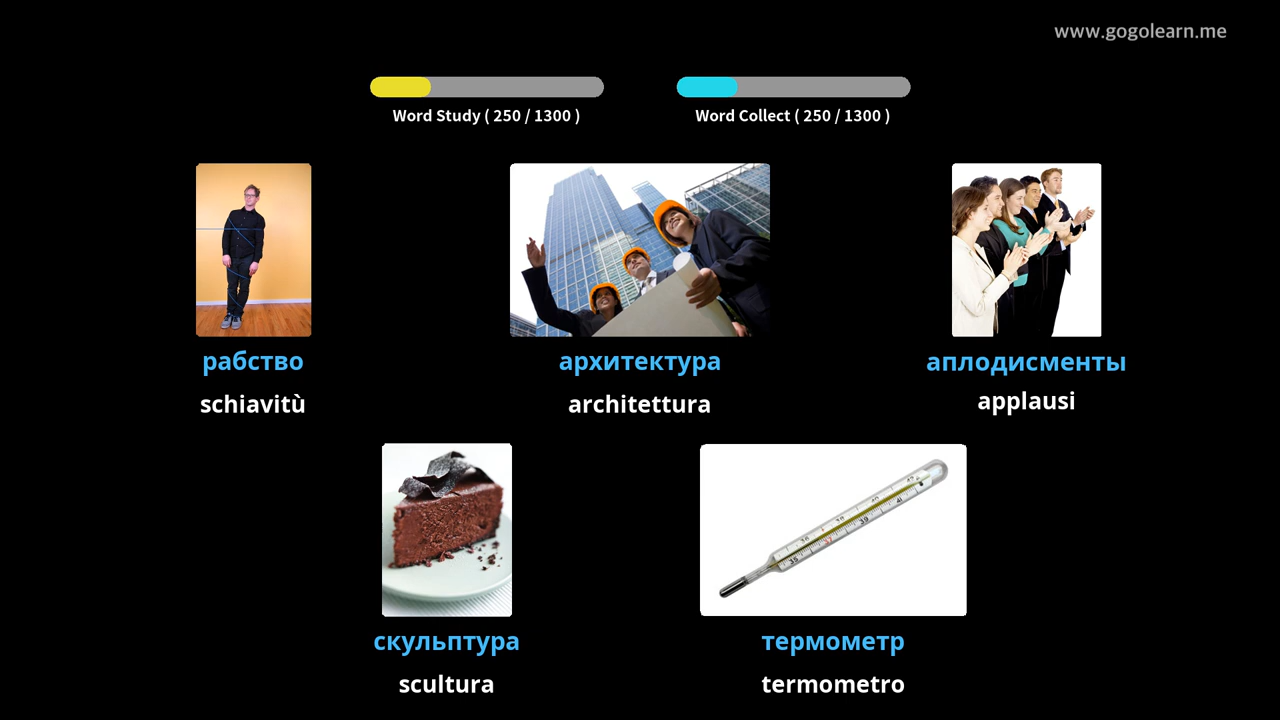 www.gogolearn.me
Word Study ( 250 / 1300 )
Word Collect ( 250 / 1300 )
рабство
архитектура
аплодисменты
schiavitù
architettura
applausi
скульптура
термометр
scultura
termometro